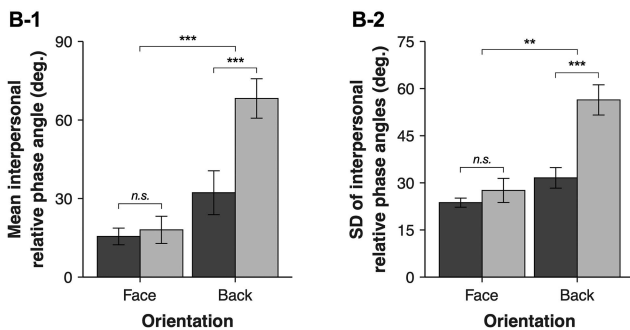 B-1
Mean interpersonal
relative phase angle (deg.)
90
60
30
0
***
***
n.s.
Face
Back
Orientation
B-2
SD of interpersonal
relative phase angles (deg.)
75
60
45
30
15
0
**
***
n.s.
Face
Back
Orientation